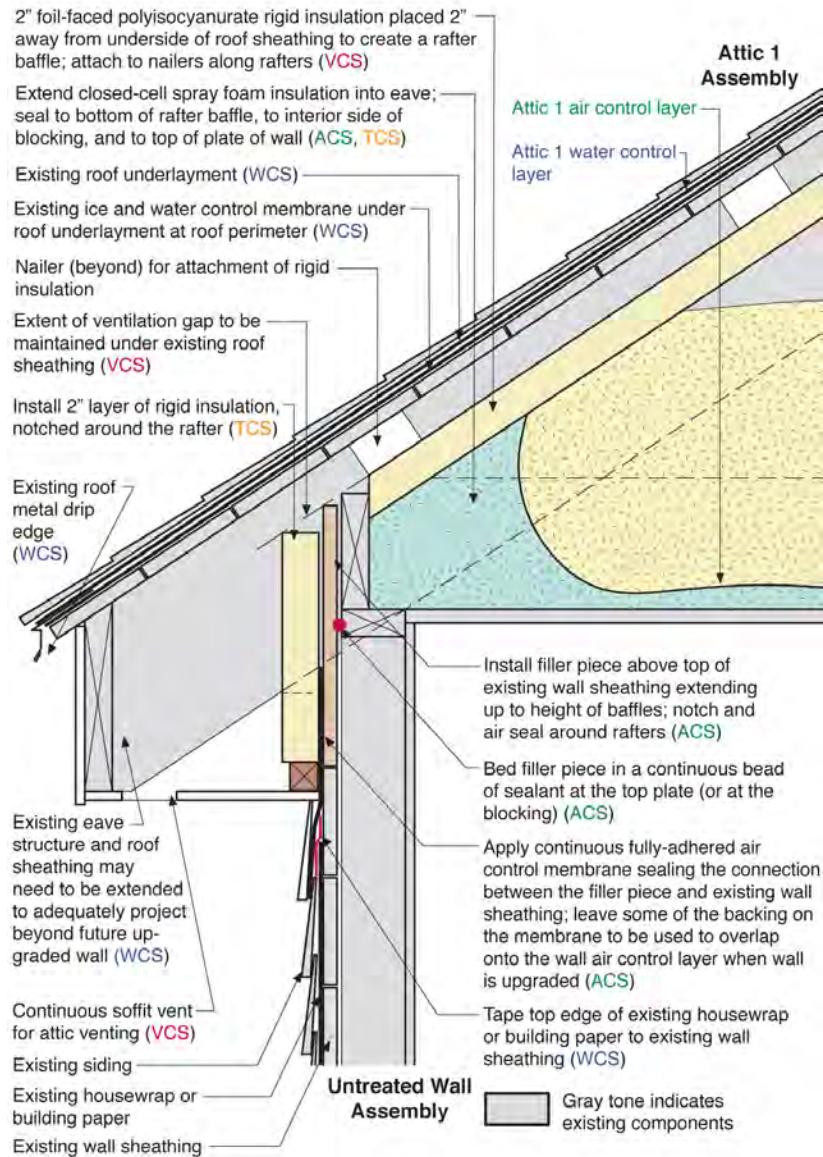 2” foil-faced polyisocyanurate rigid insulation placed 2”
away from underside of roof sheathing to create a rafter
baffle; attach to nailers along rafters (VCS)
Extend closed-cell spray foam insulation into eave;
seal to bottom of rafter baffle, to interior side of
blocking, and to top of plate of wall (ACS, TCS)
Existing roof underlayment (WCS)
Existing ice and water control membrane under
roof underlayment at roof perimeter (WCS)
Nailer (beyond) for attachment of rigid
insulation
Extent of ventilation gap to be
maintained under existing roof
sheathing (VCS)
Install 2” layer of rigid insulation,
notched around the rafter (TCS)
Existing roof
metal drip
edge
(WCS)
Attic 1
Assembly
Attic 1 air control layer
Attic 1 water control
layer
Install filler piece above top of
existing wall sheathing extending
up to height of baffles; notch and
air seal around rafters (ACS)
Bed filler piece in a continuous bead
of sealant at the top plate (or at the
blocking) (ACS)
Apply continuous fully-adhered air
control membrane sealing the connection
between the filler piece and existing wall
sheathing; leave some of the backing on
the membrane to be used to overlap
onto the wall air control layer when wall
is upgraded (ACS)
Tape top edge of existing housewrap
or building paper to existing wall
sheathing (WCS)
Existing eave
structure and roof
sheathing may
need to be extended
to adequately project
beyond future up-
graded wall (WCS)
Continuous soffit vent
for attic venting (VCS)
Existing siding
Existing housewrap or
building paper
Existing wall sheathing
Untreated Wall
Assembly
Gray tone indicates
existing components